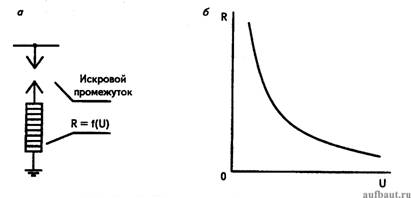 а
Искровой
промежуток
R = f(U)
б
R
0
U
aufbaut.ru